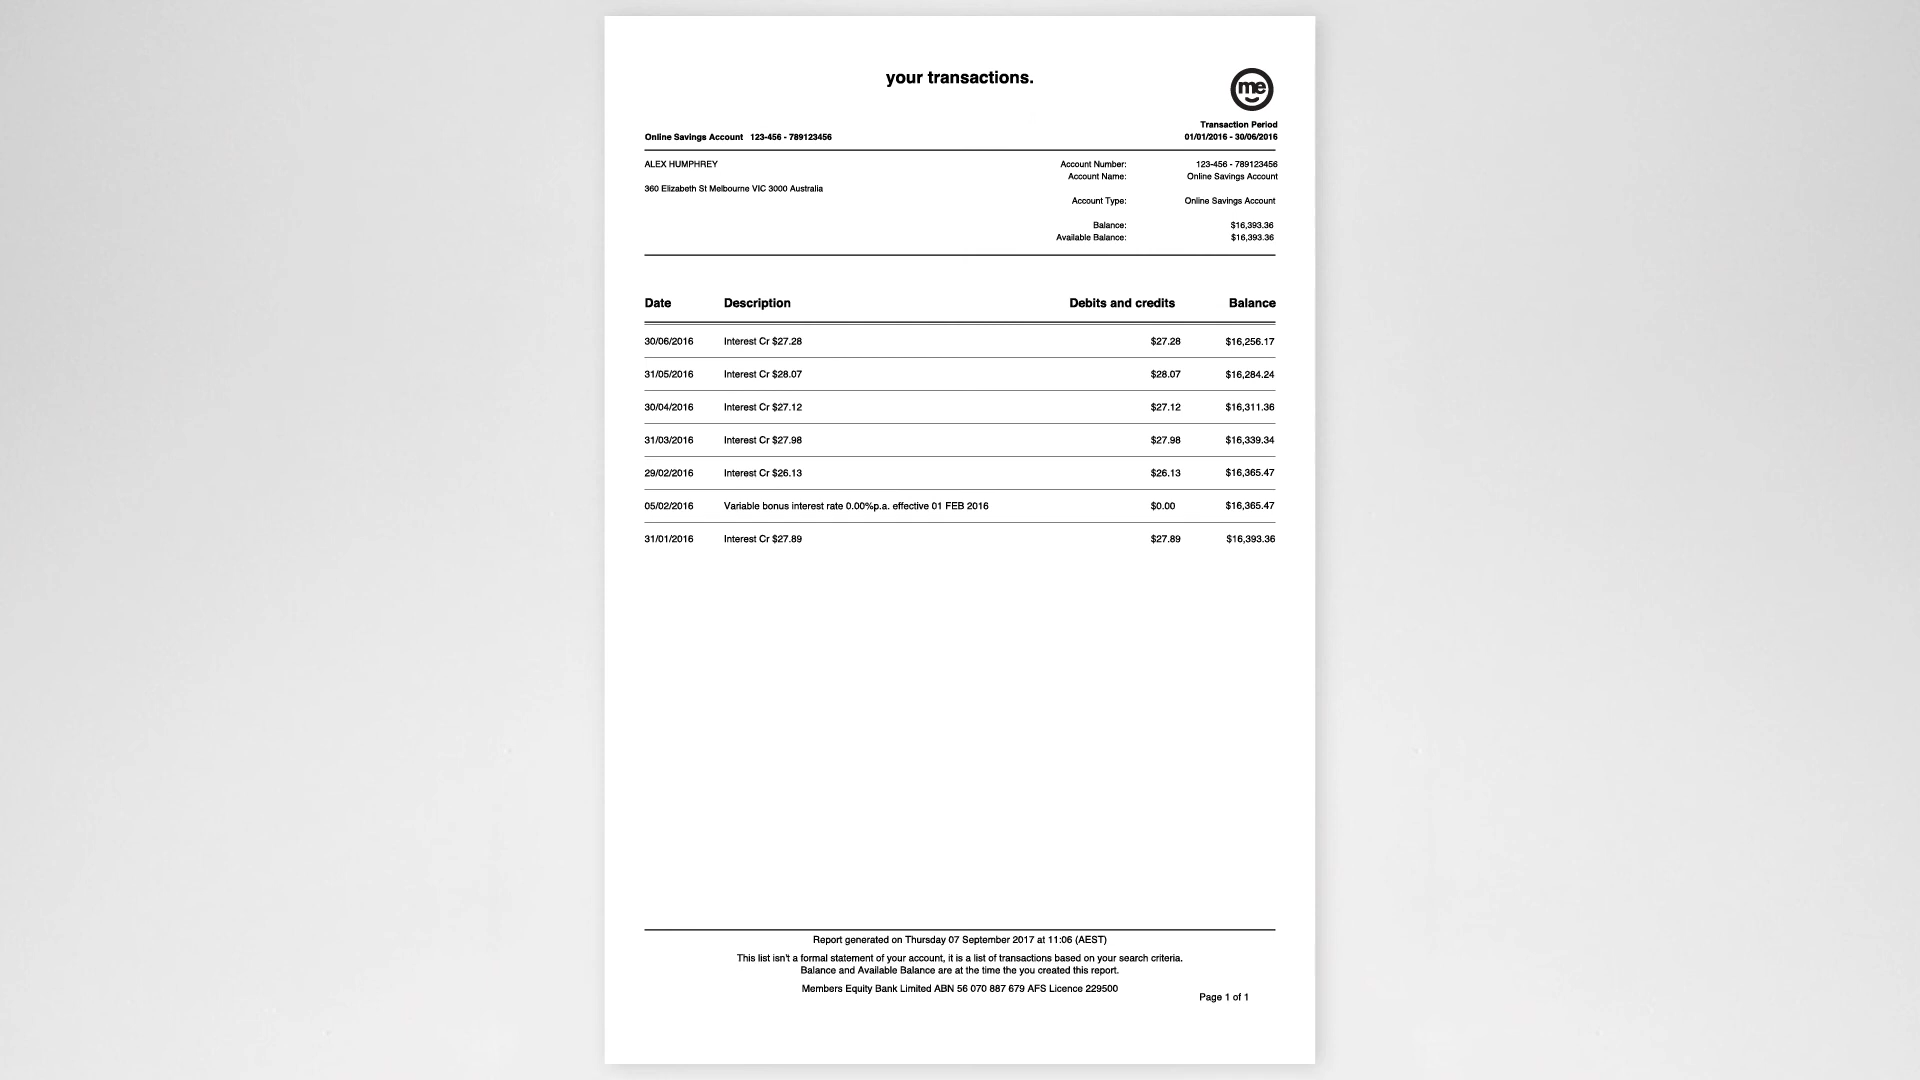 your transactions.
me
Transaction Period
Online Savings Account 123-456 - 789123456 01/01/2016 - 30/06/2016
ALEX HUMPHREY Account Number: 123-456 - 789123456
Account Name: Online Savings Account
360 Elizabeth St Melbourne VIC 3000 Australia
Account Type: Online Savings Account
Balance: $16,393.36
Available Balance: $16,393.36
Date Description Debits and credits Balance
30/06/2016 Interest Cr $27.28 $27.28 $16,256.17
31/05/2016 Interest Cr $28.07 $28.07 $16,284.24
30/04/2016 Interest Cr $27.12 $27.12 $16,311.36
31/03/2016 Interest Cr $27.98 $27.98 $16,339.34
29/02/2016 Interest Cr $26.13 $26.13 $16,365.47
05/02/2016 Variable bonus interest rate 0.00%p.a. effective 01 FEB 2016 $0.00 $16,365.47
31/01/2016 Interest Cr $27.89 $27.89 $16,393.36
Report generated on Thursday 07 September 2017 at 11:06 (AEST)
This list isn't a formal statement of your account, it is a list of transactions based on your search criteria.
Balance and Available Balance are at the time the you created this report.
Members Equity Bank Limited ABN 56 070 887 679 AFS Licence 229500
Page 1 of 1